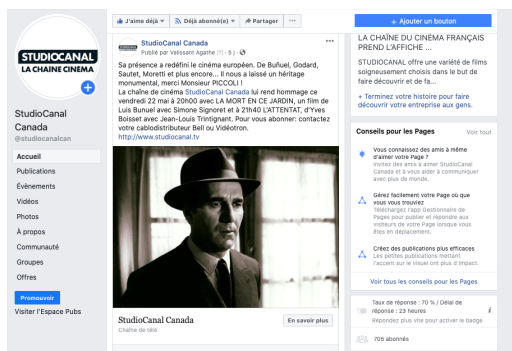 STUDIOCANAL
LA CHAINE CINEMA
StudioCanal
Canada
@studiocanalcan
Accueil
Publications
Évènements
Vidéos
Photos
À propos
Communauté
Groupes
Offres
Promouvoir
Visiter l'Espace Pubs
J'aime déjà
Déjà abonné(e)
Partager
StudioCanal Canada
Publié par Valissant Agathe [?] · 5 j ·
Sa présence a redéfini le cinéma européen. De Buñuel, Godard,
Sautet, Moretti et plus encore... Il nous a laissé un héritage
monumental, merci Monsieur PICCOLI !
La chaîne de cinéma StudioCanal Canada lui rend hommage ce
vendredi 22 mai à 20h00 avec LA MORT EN CE JARDIN, un film de
Luis Bunuel avec Simone Signoret et à 21h40 L'ATTENTAT, d'Yves
Boisset avec Jean-Louis Trintignant. Pour vous abonner: contactez
votre cablodistributeur Bell ou Vidéotron.
http://www.studiocanal.tv
StudioCanal Canada
Chaîne de télé
En savoir plus
+ Ajouter un bouton
LA CHAÎNE DU CINÉMA FRANÇAIS
PREND L'AFFICHE ...
STUDIOCANAL offre une variété de films
soigneusement choisis dans le but de
faire découvrir et de fa...
+ Terminez votre histoire pour faire
découvrir votre entreprise aux gens.
Conseils pour les Pages
Voir tout
Vous connaissez des amis à même
d'aimer votre Page ?
Invitez des amis à aimer StudioCanal
Canada et à vous aider à communiquer
avec plus de monde.
Gérez facilement votre Page où que
vous vous trouviez
Téléchargez l'app Gestionnaire de
Pages pour publier et répondre aux
visiteurs de votre Page lorsque vous
êtes en déplacement.
Créez des publications plus efficaces
Les petites publications mettant
l'accent sur le visuel ont plus d'impact.
Voir tous les conseils pour les Pages
Taux de réponse : 70 % / Délai de
réponse : 23 heures
Répondez plus vite pour activer le badge
705 abonnés